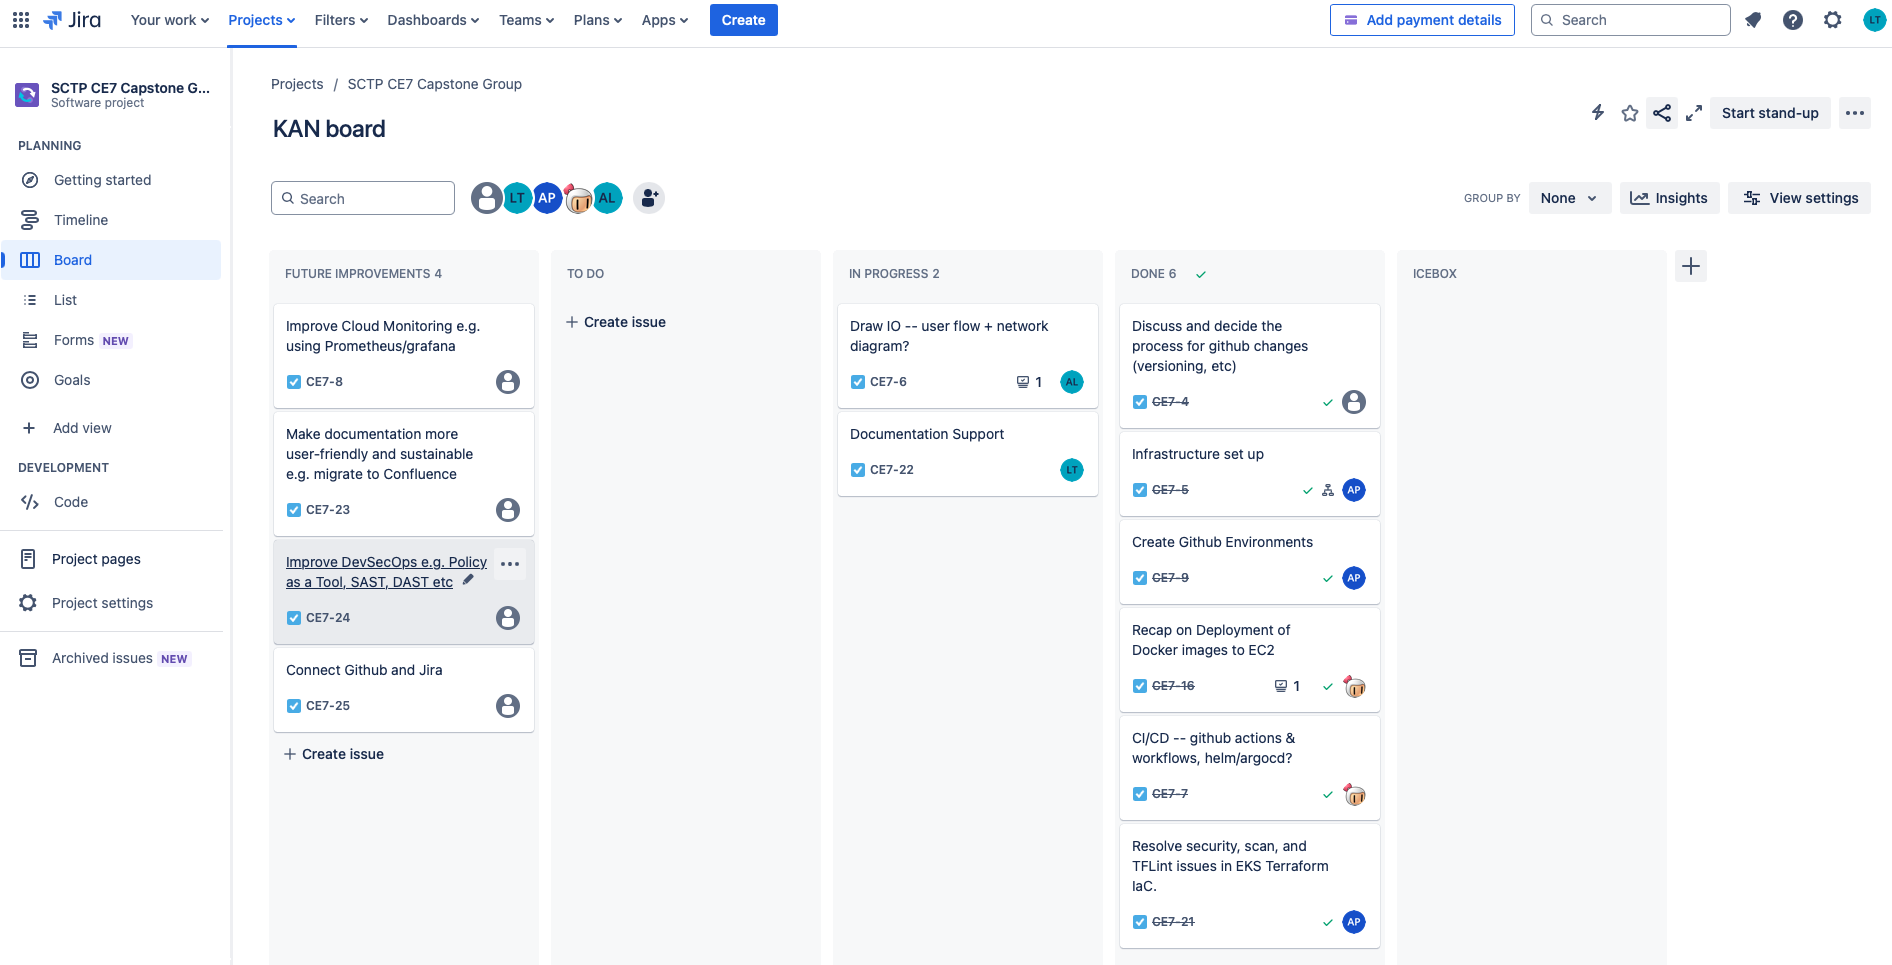 Jira
Your work
Projects
Filters
Dashboards
Teams
Plans
Apps
Create
Add payment details
Search
LT
SCTP CE7 Capstone G...
Software project
PLANNING
Getting started
Timeline
Board
List
Forms NEW
Goals
Add view
DEVELOPMENT
Code
Project pages
Project settings
Archived issues NEW
Projects / SCTP CE7 Capstone Group
KAN board
Start stand-up
Search
LT
AP
AL
GROUP BY
None
Insights
View settings
FUTURE IMPROVEMENTS 4
Improve Cloud Monitoring e.g.
using Prometheus/grafana
CE7-8
Make documentation more
user-friendly and sustainable
e.g. migrate to Confluence
CE7-23
Improve DevSecOps e.g. Policy
as a Tool, SAST, DAST etc
CE7-24
Connect Github and Jira
CE7-25
Create issue
TO DO
Create issue
IN PROGRESS 2
Draw IO -- user flow + network
diagram?
CE7-6
1
AL
Documentation Support
CE7-22
LT
DONE 6
Discuss and decide the
process for github changes
(versioning, etc)
CE7-4
Infrastructure set up
CE7-5
AP
Create Github Environments
CE7-9
AP
Recap on Deployment of
Docker images to EC2
CE7-16
1
CI/CD -- github actions &
workflows, helm/argocd?
CE7-7
Resolve security, scan, and
TFLint issues in EKS Terraform
IaC.
CE7-21
AP
ICEBOX